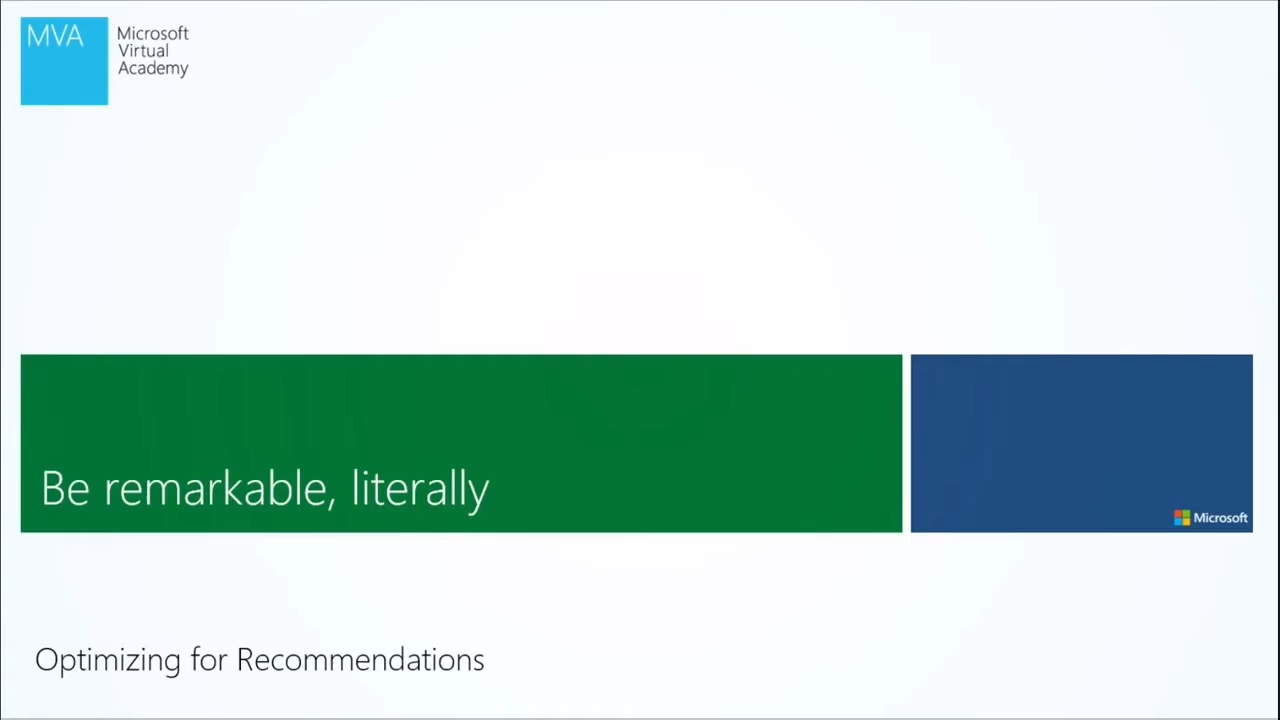 MVA
Microsoft
Virtual
Academy
Be remarkable, literally
Microsoft
Optimizing for Recommendations